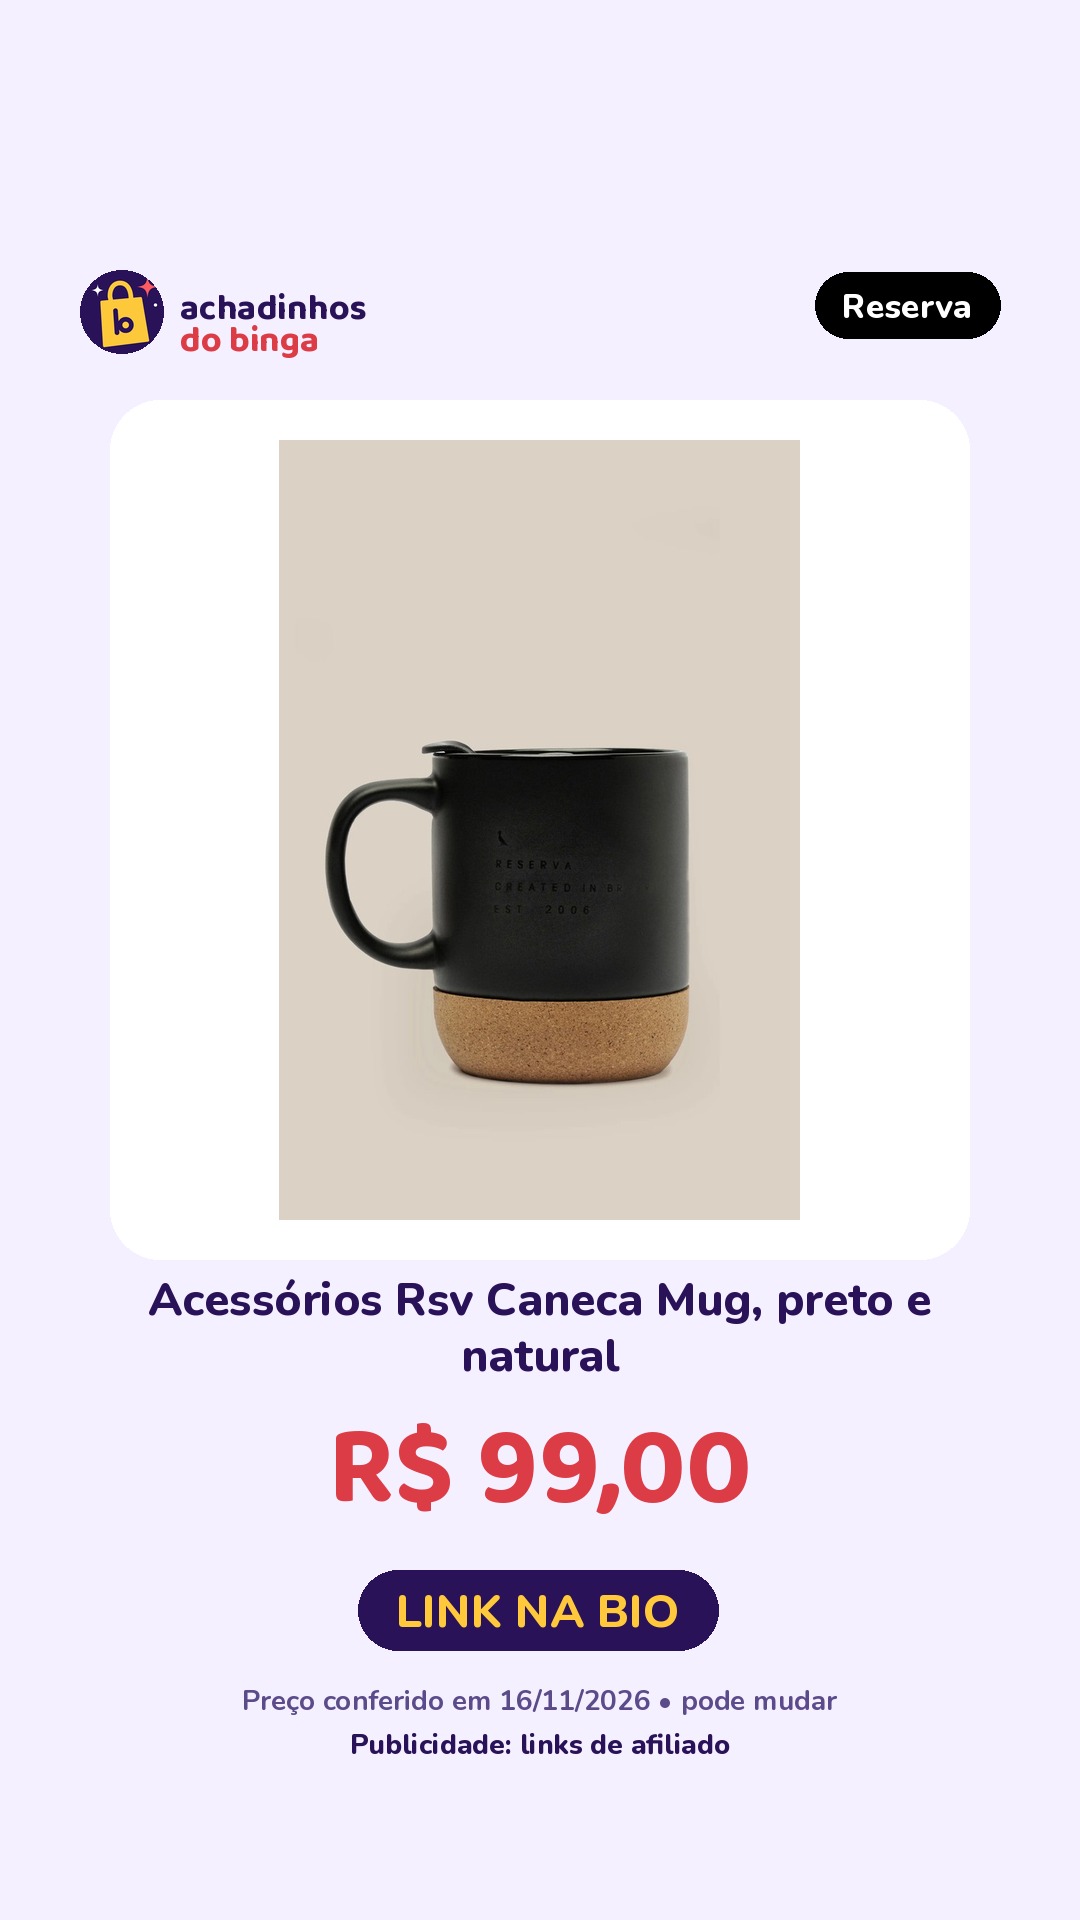 achadinhos
do binga
Reserva
b
RESERVA
CREATED IN
EST. 2006
Acessórios Rsv Caneca Mug, preto e
natural
R$ 99,00
LINK NA BIO
Preço conferido em 16/11/2026 • pode mudar
Publicidade: links de afiliado